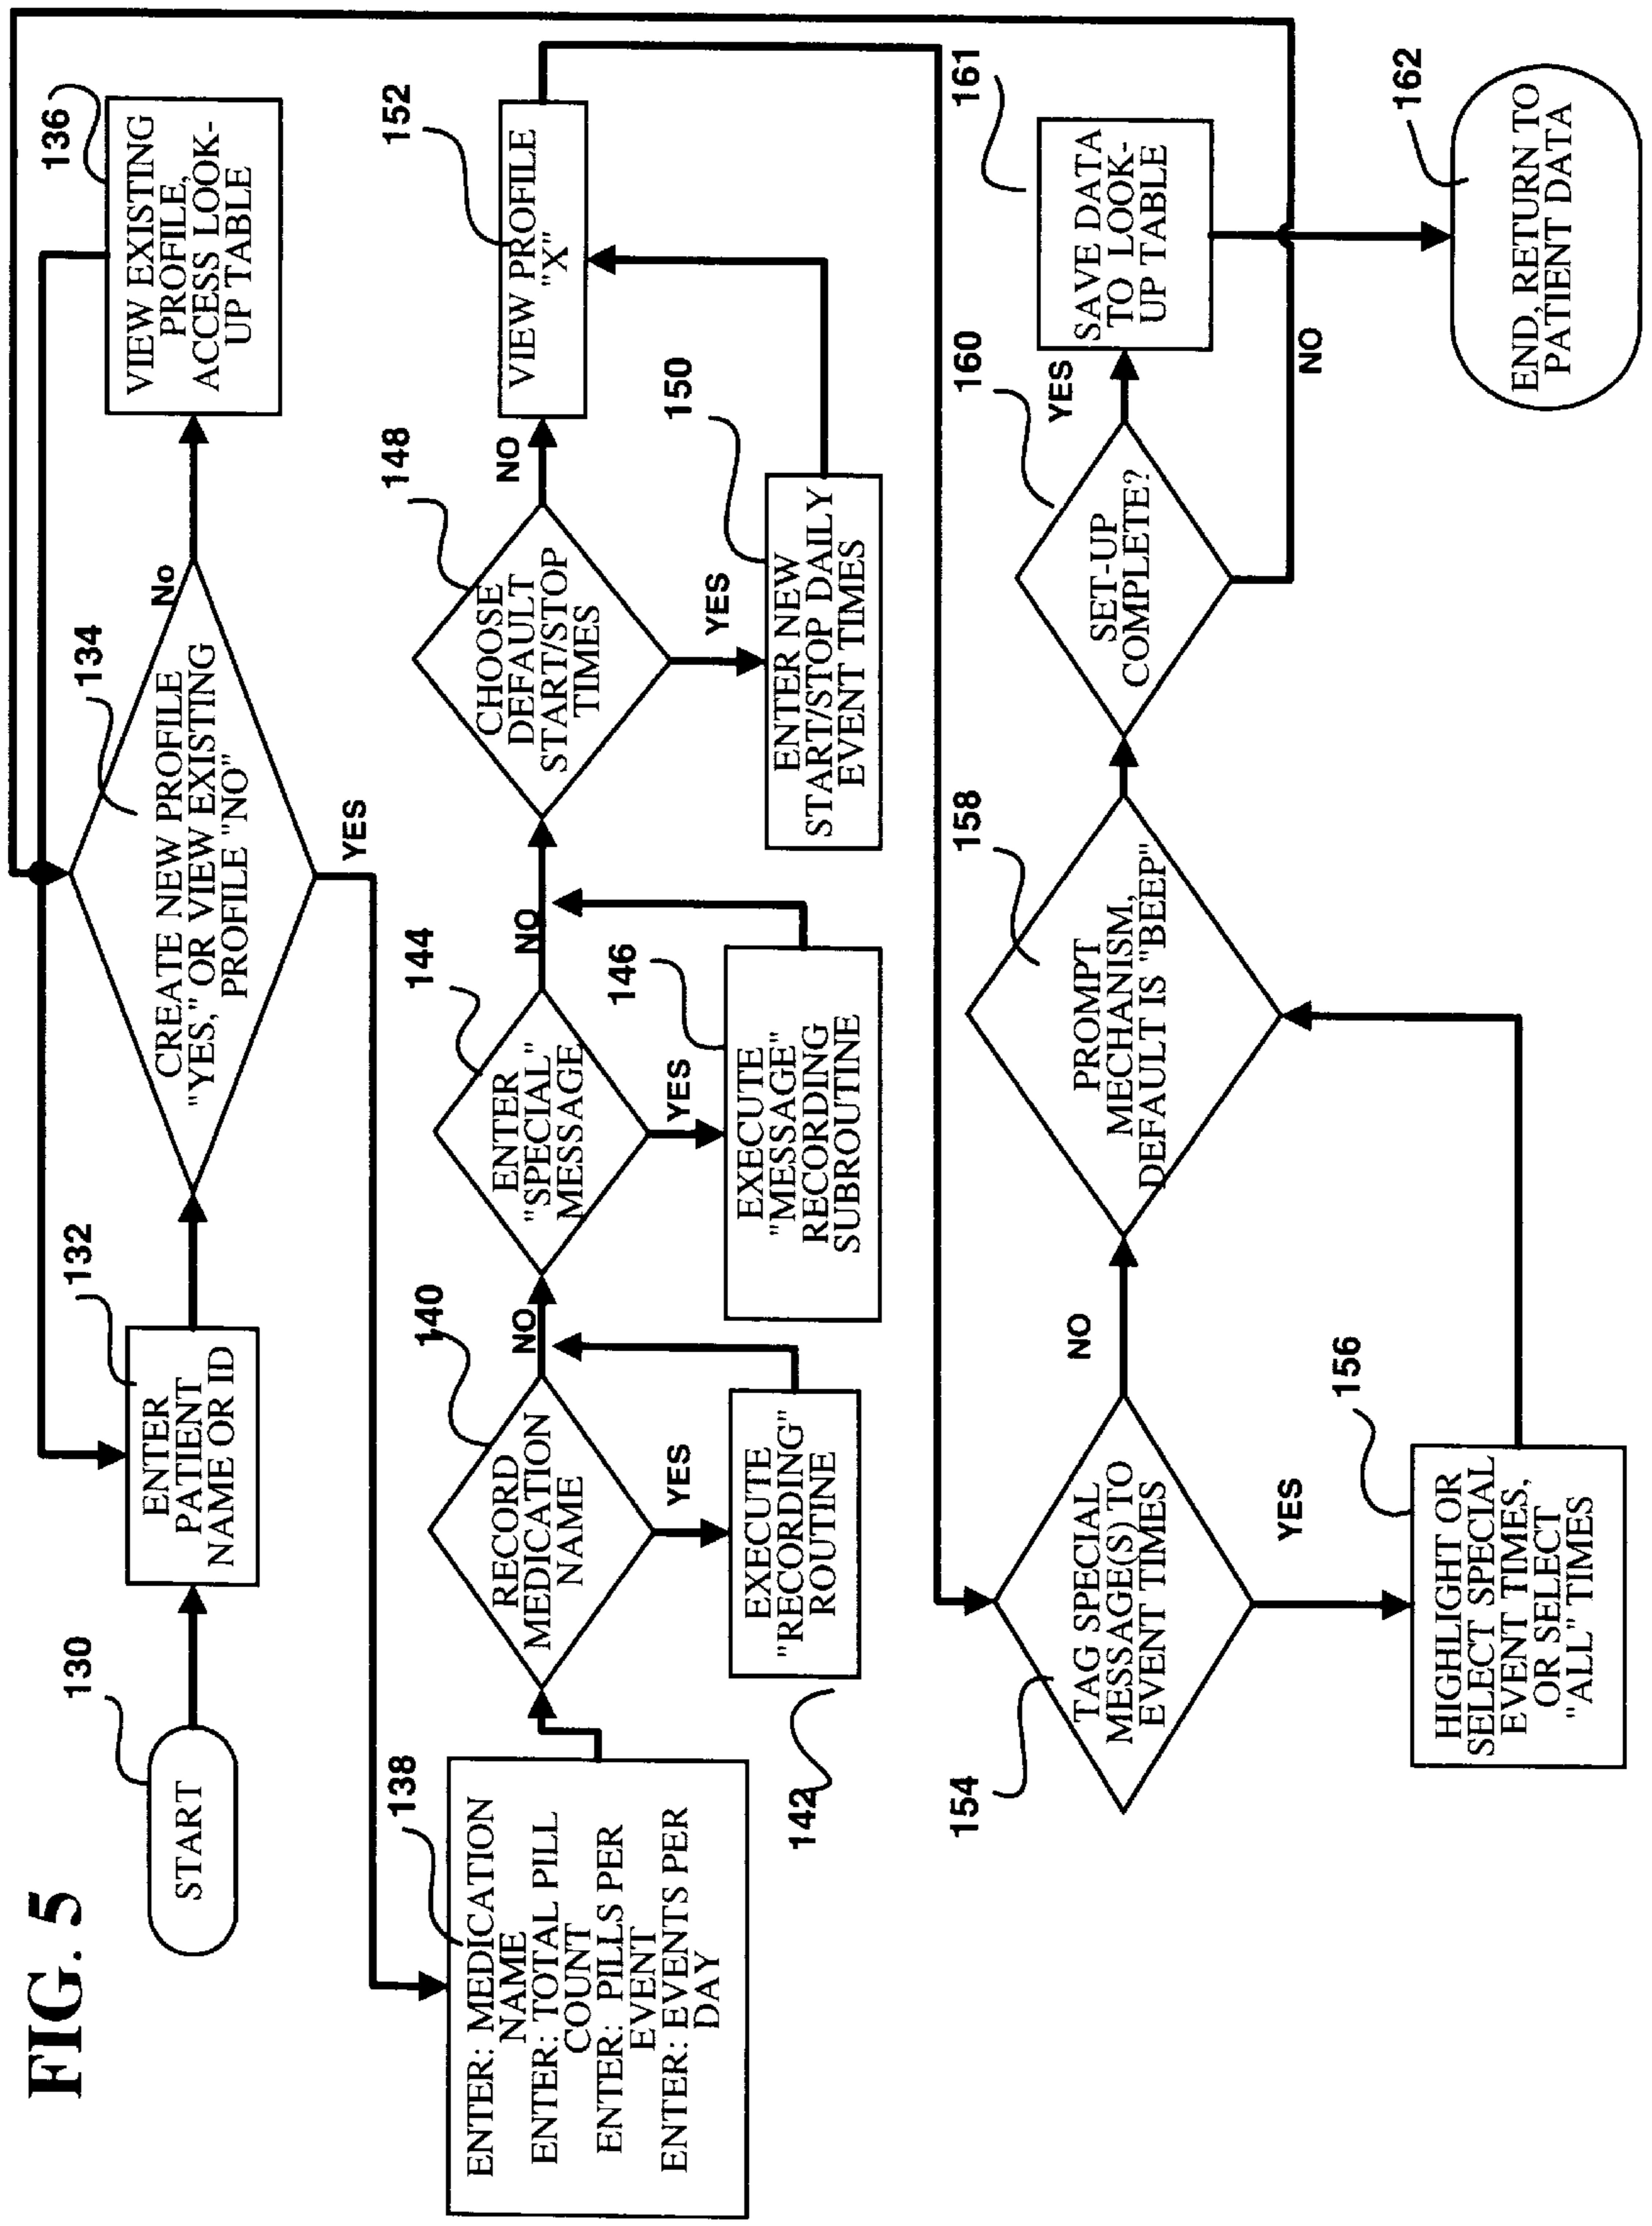 FIG. 5
130
START
132
ENTER
PATIENT
NAME OR ID
134
CREATE NEW PROFILE
"YES," OR VIEW EXISTING
PROFILE "NO"
No
YES
136
VIEW EXISTING
PROFILE,
ACCESS LOOK-
UP TABLE
138
ENTER: MEDICATION
NAME
ENTER: TOTAL PILL
COUNT
ENTER: PILLS PER
EVENT
ENTER: EVENTS PER
DAY
140
RECORD
MEDICATION
NAME
NO
YES
142
EXECUTE
"RECORDING"
ROUTINE
144
ENTER
"SPECIAL"
MESSAGE
NO
YES
146
EXECUTE
"MESSAGE"
RECORDING
SUBROUTINE
148
CHOOSE
DEFAULT
START/STOP
TIMES
NO
YES
150
ENTER NEW
START/STOP DAILY
EVENT TIMES
152
VIEW PROFILE
"X"
154
TAG SPECIAL
MESSAGE(S) TO
EVENT TIMES
NO
YES
156
HIGHLIGHT OR
SELECT SPECIAL
EVENT TIMES,
OR SELECT
"ALL" TIMES
158
PROMPT
MECHANISM,
DEFAULT IS "BEEP"
160
SET-UP
COMPLETE?
YES
NO
161
SAVE DATA
TO LOOK-
UP TABLE
162
END, RETURN TO
PATIENT DATA